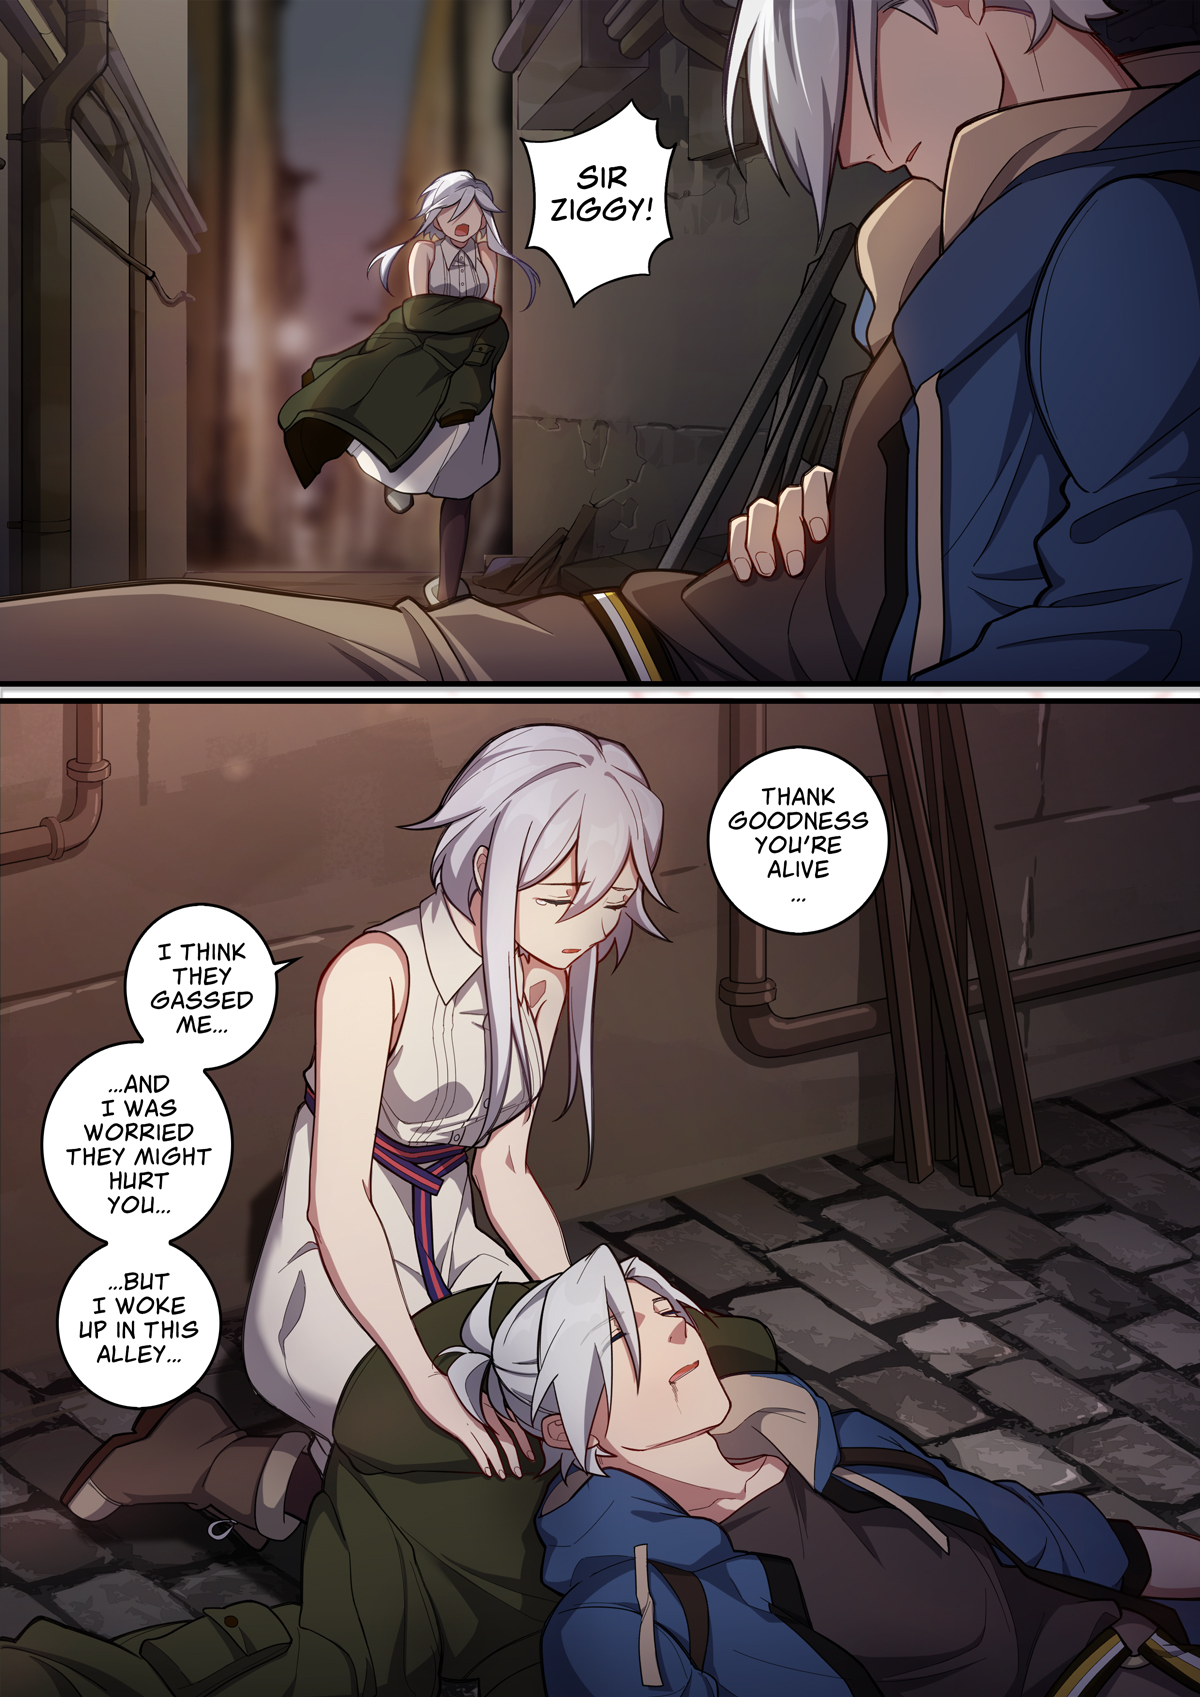 SIR
ZIGGY!
THANK
GOODNESS
YOU'RE
ALIVE
...
I THINK
THEY
GASSED
ME...
...AND
I WAS
WORRIED
THEY MIGHT
HURT
YOU...
...BUT
I WOKE
UP IN THIS
ALLEY...